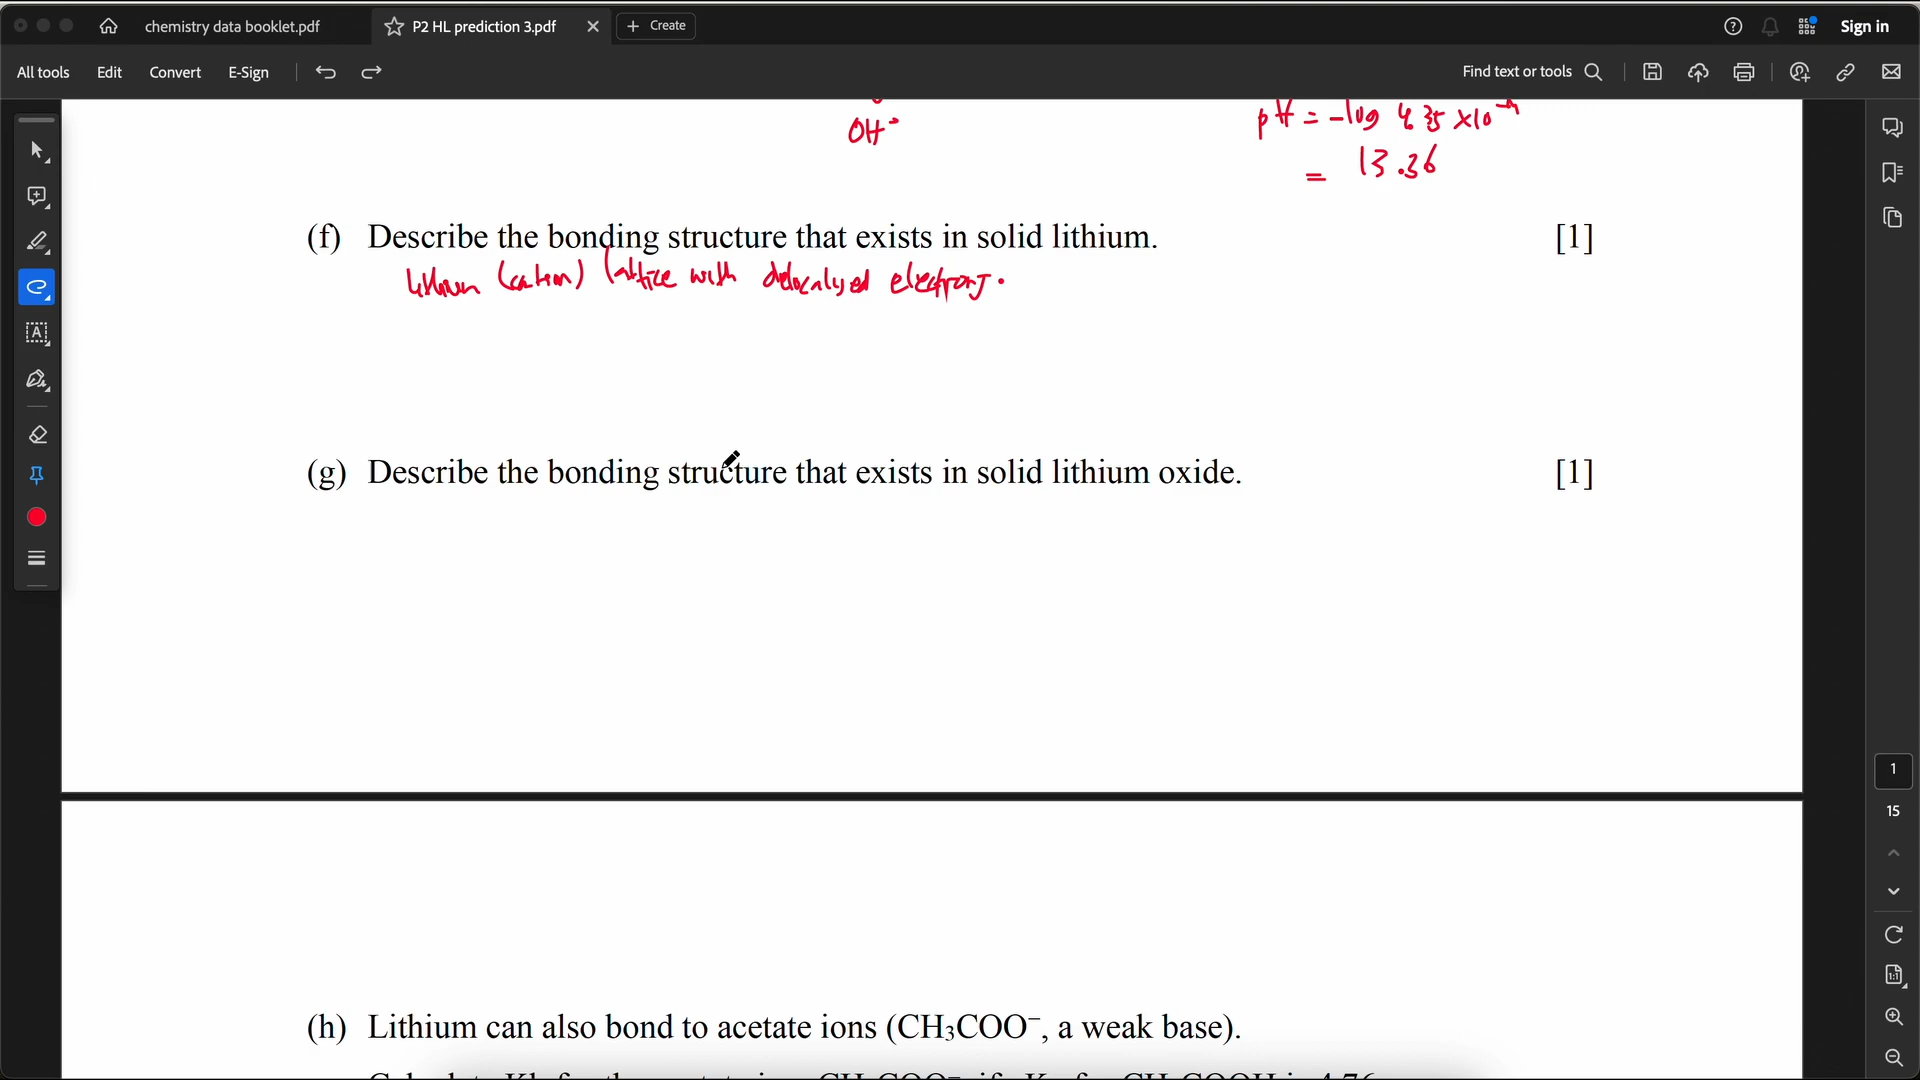 chemistry data booklet.pdf
P2 HL prediction 3.pdf
Create
Sign in
All tools
Edit
Convert
E-Sign
Find text or tools
OH⁻
pH = -log 4.35 ×10
= 13.36
(f) Describe the bonding structure that exists in solid lithium. [1]
lithium (cation) lattice with delocalised electrons.
(g) Describe the bonding structure that exists in solid lithium oxide. [1]
1
15
(h) Lithium can also bond to acetate ions (CH₃COO⁻, a weak base).